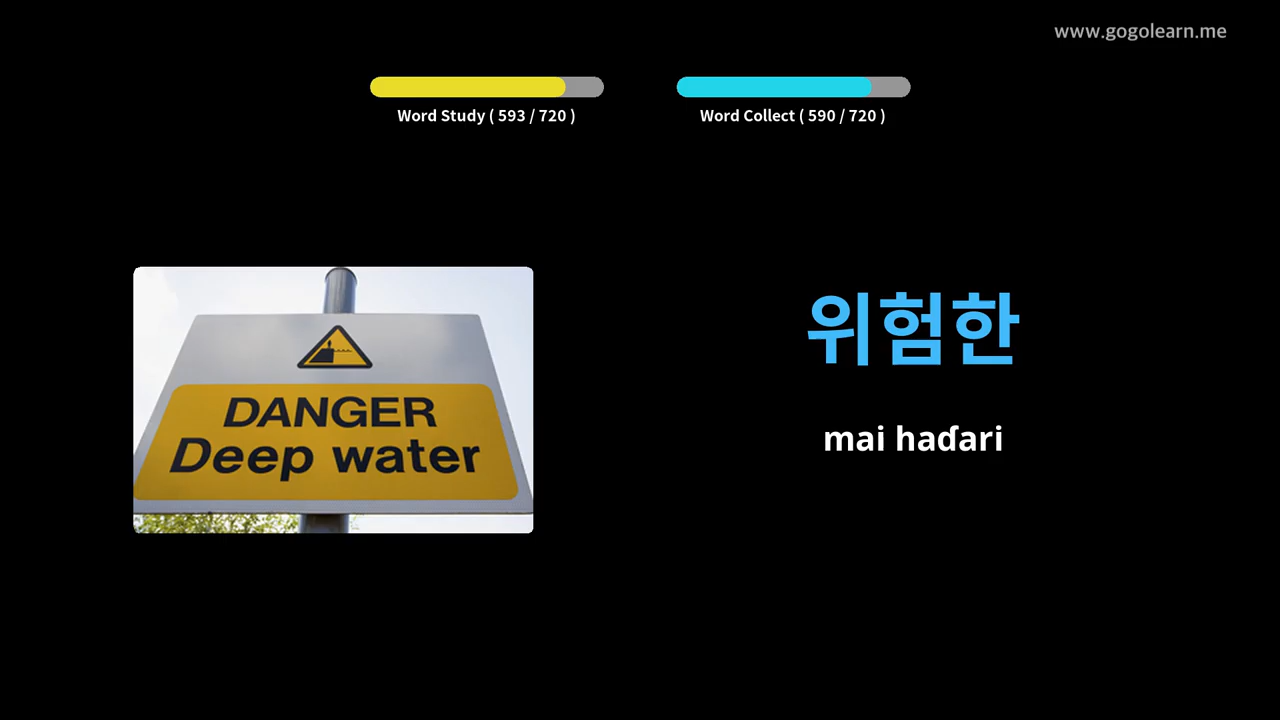 www.gogolearn.me
Word Study ( 593 / 720 )
Word Collect ( 590 / 720 )
DANGER
Deep water
위험한
mai haɗari